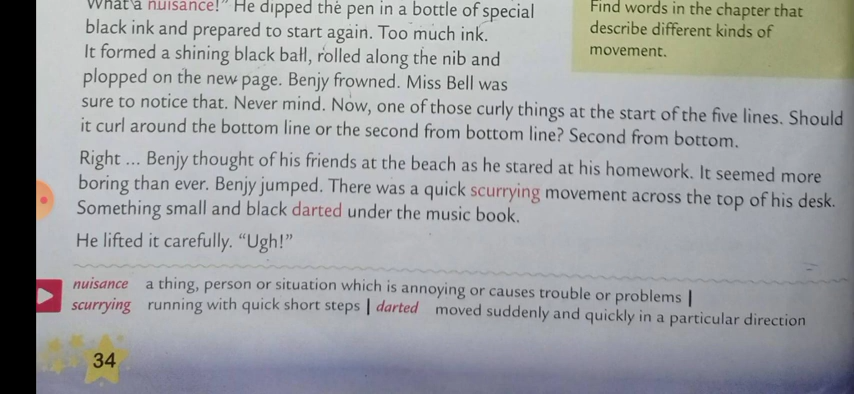 What a nuisance!" He dipped the pen in a bottle of special
black ink and prepared to start again. Too much ink.
It formed a shining black ball, rolled along the nib and
plopped on the new page. Benjy frowned. Miss Bell was
sure to notice that. Never mind. Now, one of those curly things at the start of the five lines. Should
it curl around the bottom line or the second from bottom line? Second from bottom.
Right ... Benjy thought of his friends at the beach as he stared at his homework. It seemed more
boring than ever. Benjy jumped. There was a quick scurrying movement across the top of his desk.
Something small and black darted under the music book.
He lifted it carefully. "Ugh!"
Find words in the chapter that
describe different kinds of
movement.
nuisance a thing, person or situation which is annoying or causes trouble or problems |
scurrying running with quick short steps | darted moved suddenly and quickly in a particular direction
34